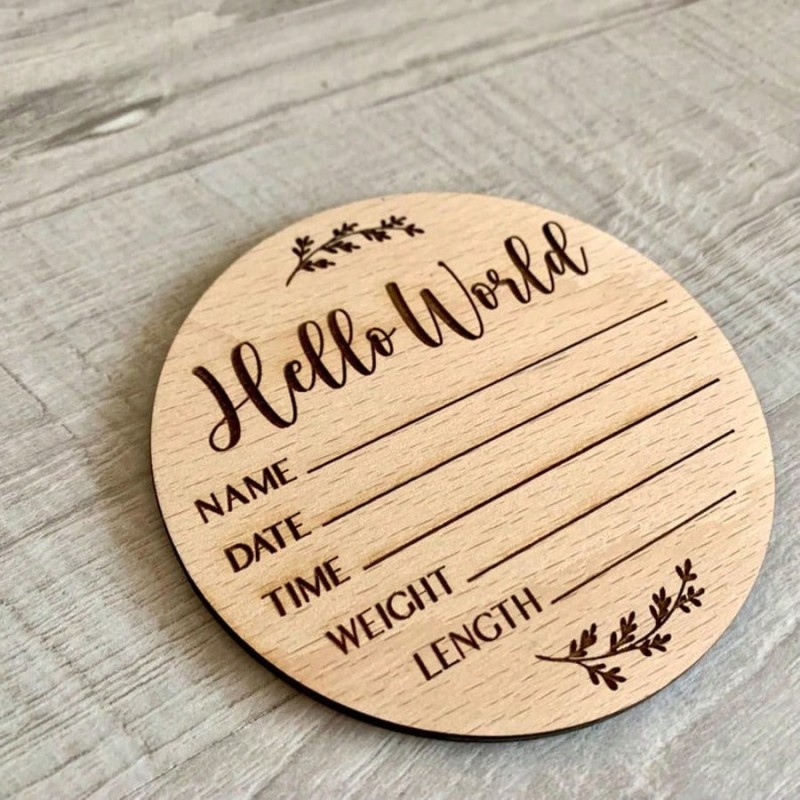 Hello World
NAME
DATE
TIME
WEIGHT
LENGTH